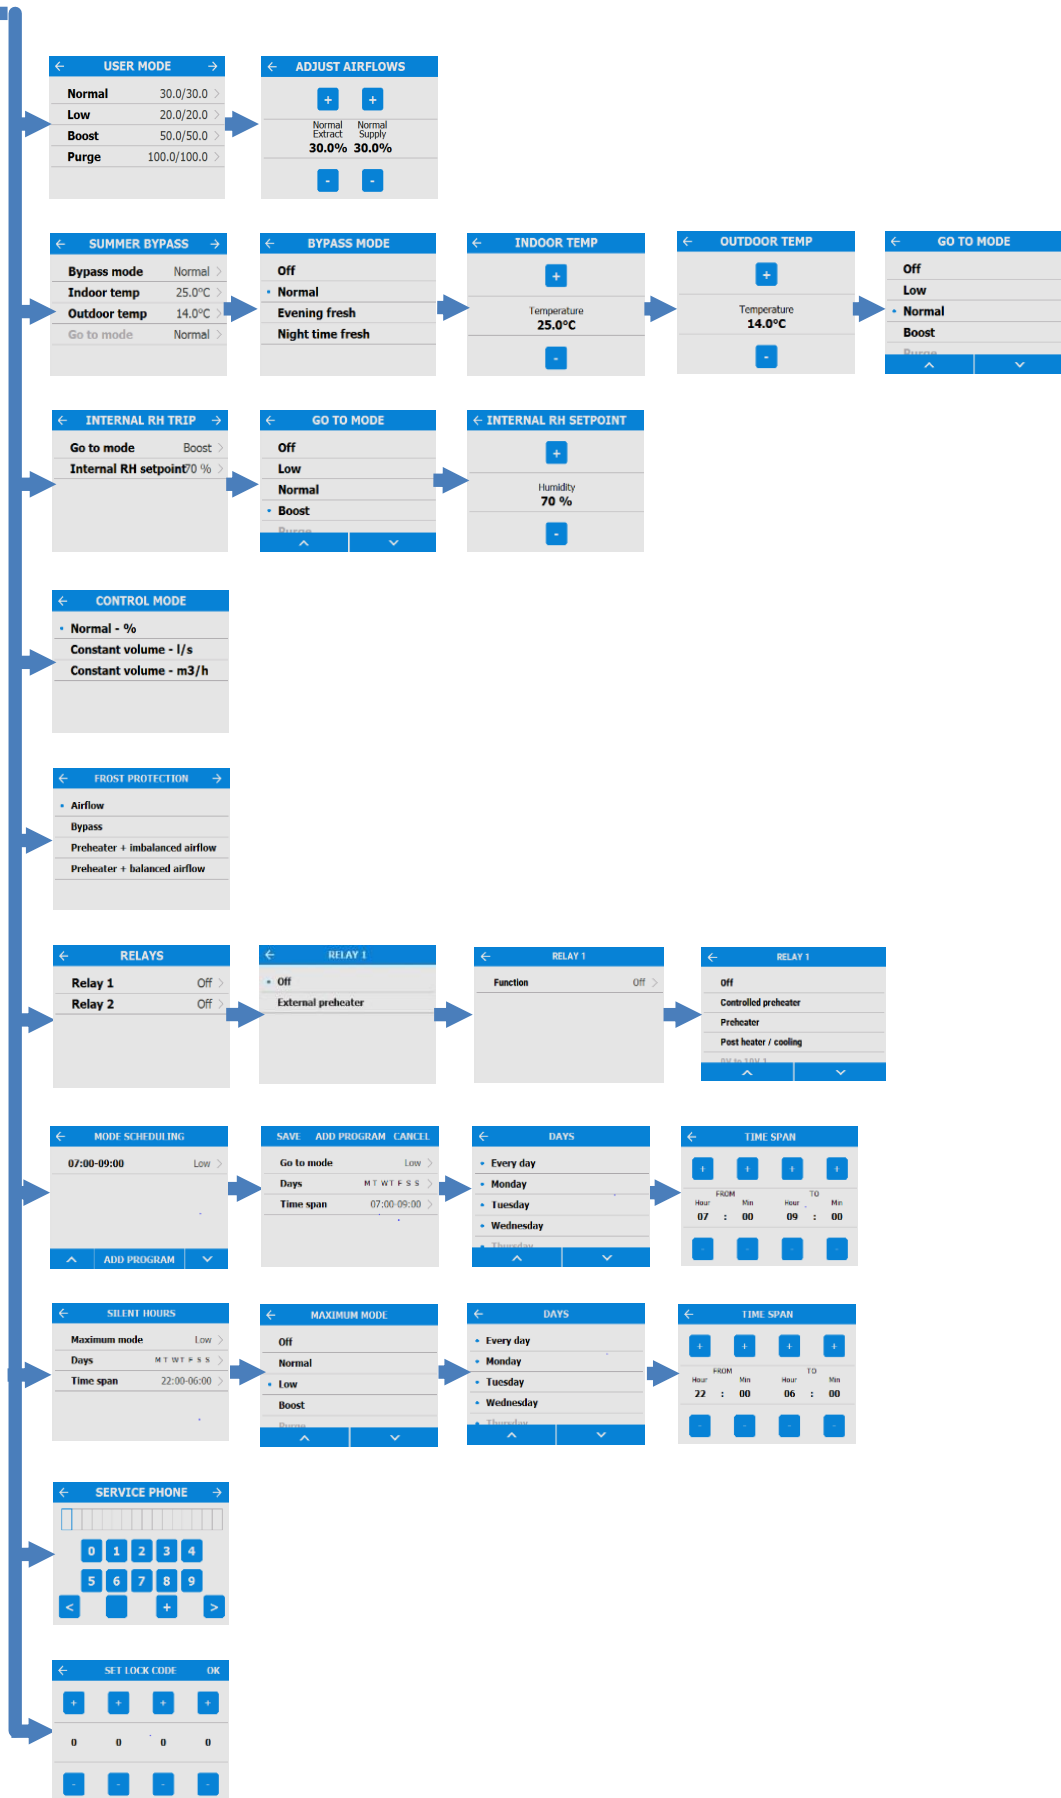 USER MODE
Normal 30.0/30.0
Low 20.0/20.0
Boost 50.0/50.0
Purge 100.0/100.0
ADJUST AIRFLOWS
+ +
Normal Normal
Extract Supply
30.0% 30.0%
- -
SUMMER BYPASS
Bypass mode Normal
Indoor temp 25.0°C
Outdoor temp 14.0°C
Go to mode Normal
BYPASS MODE
Off
Normal
Evening fresh
Night time fresh
INDOOR TEMP
+
Temperature
25.0°C
-
OUTDOOR TEMP
+
Temperature
14.0°C
-
GO TO MODE
Off
Low
Normal
Boost
Purge
INTERNAL RH TRIP
Go to mode Boost
Internal RH setpoint 70 %
GO TO MODE
Off
Low
Normal
Boost
Purge
INTERNAL RH SETPOINT
+
Humidity
70 %
-
CONTROL MODE
Normal - %
Constant volume - l/s
Constant volume - m3/h
FROST PROTECTION
Airflow
Bypass
Preheater + imbalanced airflow
Preheater + balanced airflow
RELAYS
Relay 1 Off
Relay 2 Off
RELAY 1
Off
External preheater
RELAY 1
Function Off
RELAY 1
Off
Controlled preheater
Preheater
Post heater / cooling
0V to 10V 1
MODE SCHEDULING
07:00-09:00 Low
ADD PROGRAM
SAVE ADD PROGRAM CANCEL
Go to mode Low
Days M T W T F S S
Time span 07:00-09:00
DAYS
Every day
Monday
Tuesday
Wednesday
Thursday
TIME SPAN
+ + + +
FROM TO
Hour Min Hour Min
07 : 00 09 : 00
- - - -
SILENT HOURS
Maximum mode Low
Days M T W T F S S
Time span 22:00-06:00
MAXIMUM MODE
Off
Normal
Low
Boost
Purge
DAYS
Every day
Monday
Tuesday
Wednesday
Thursday
TIME SPAN
+ + + +
FROM TO
Hour Min Hour Min
22 : 00 06 : 00
- - - -
SERVICE PHONE
0 1 2 3 4
5 6 7 8 9
< + >
SET LOCK CODE OK
+ + + +
0 0 0 0
- - - -